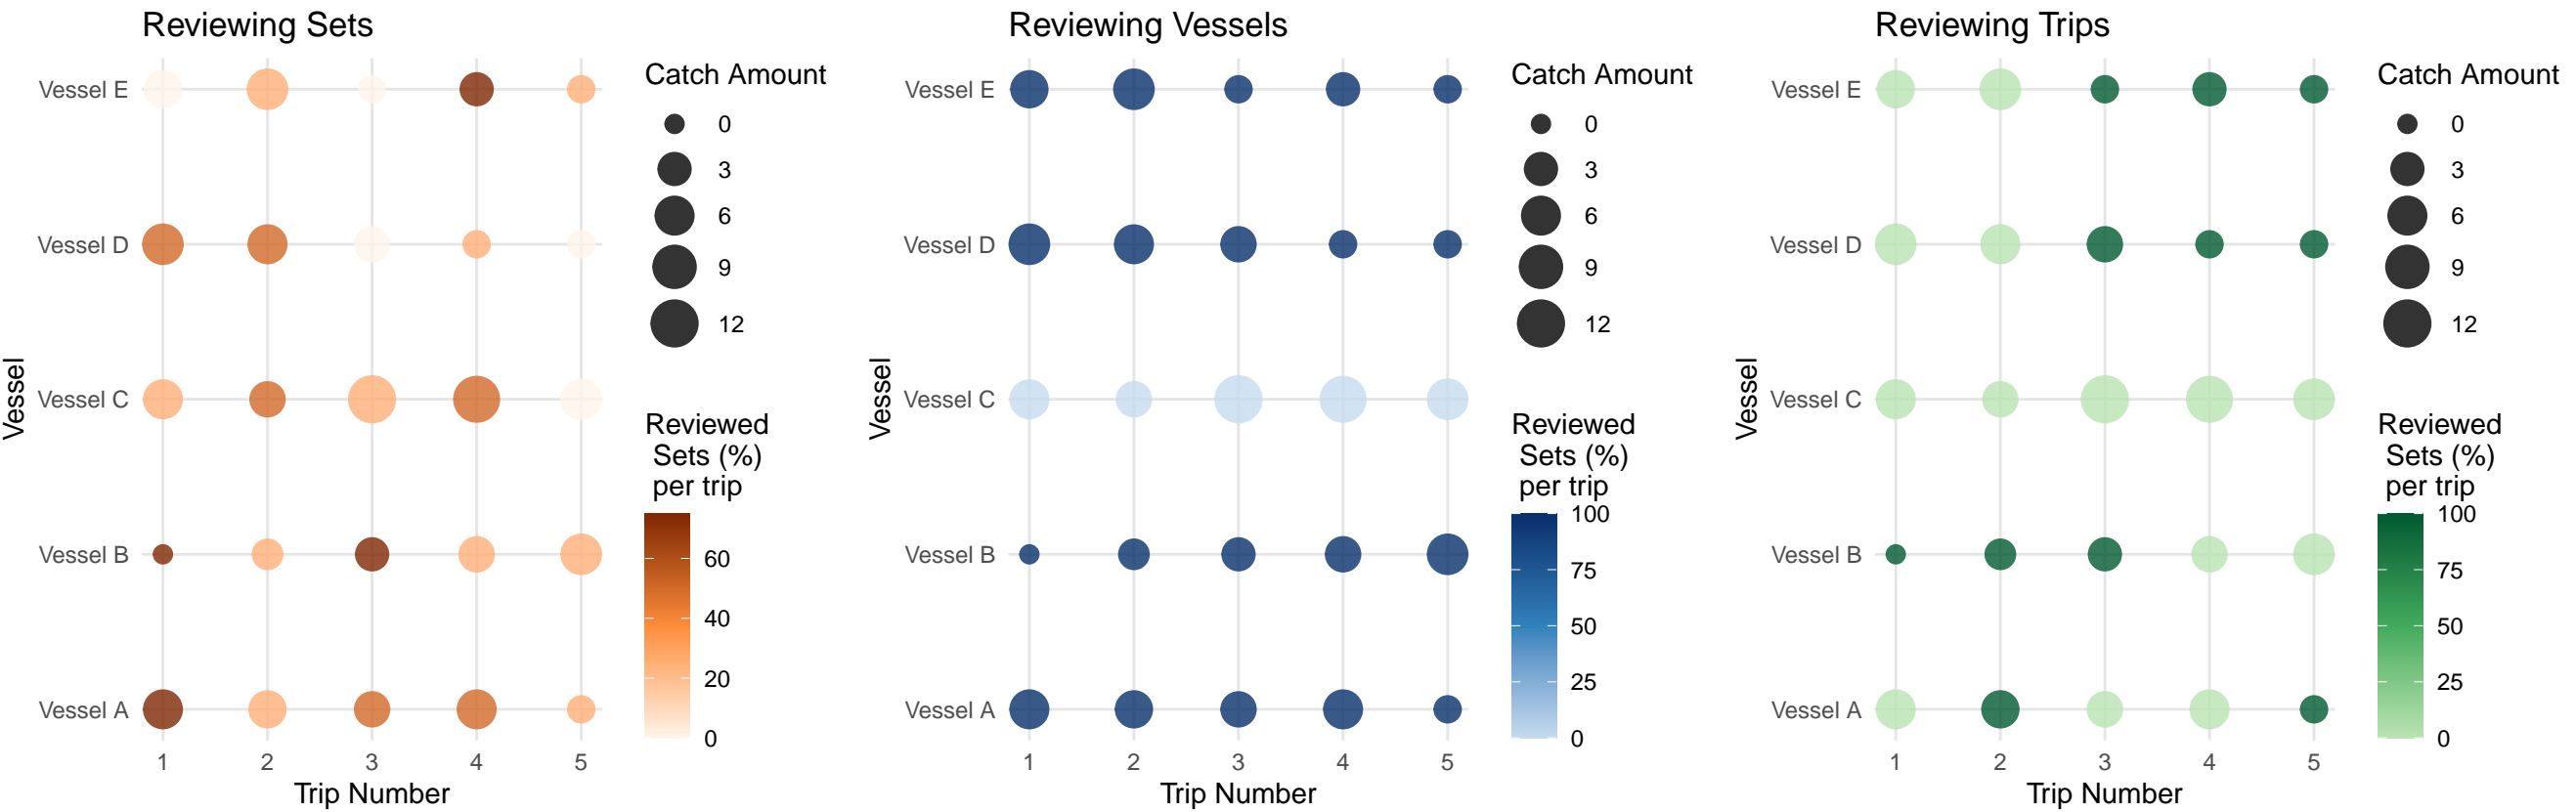 Reviewing Sets
Vessel
Vessel E
Vessel D
Vessel C
Vessel B
Vessel A
1 2 3 4 5
Trip Number
Catch Amount
0
3
6
9
12
Reviewed
Sets (%)
per trip
60
40
20
0
Reviewing Vessels
Vessel
Vessel E
Vessel D
Vessel C
Vessel B
Vessel A
1 2 3 4 5
Trip Number
Catch Amount
0
3
6
9
12
Reviewed
Sets (%)
per trip
100
75
50
25
0
Reviewing Trips
Vessel
Vessel E
Vessel D
Vessel C
Vessel B
Vessel A
1 2 3 4 5
Trip Number
Catch Amount
0
3
6
9
12
Reviewed
Sets (%)
per trip
100
75
50
25
0